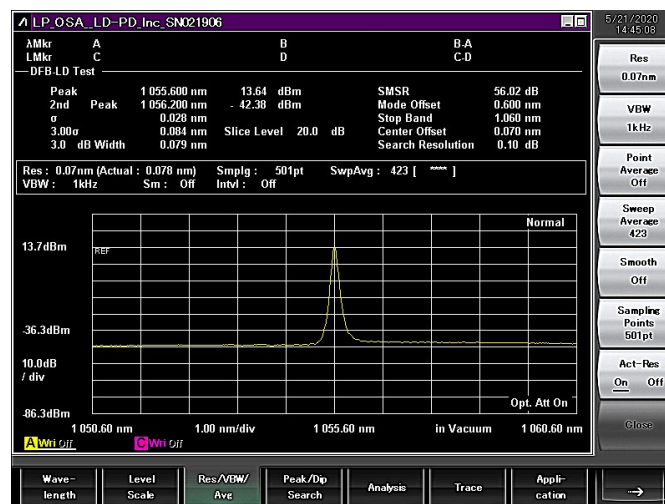 LP_OSA_LD-PD_Inc_SN021906
5/21/2020
14:45:08
λMkr A B B-A
LMkr C D C-D
DFB-LD Test
Peak 1 055.600 nm 13.64 dBm SMSR 56.02 dB
2nd Peak 1 056.200 nm - 42.38 dBm Mode Offset 0.600 nm
σ 0.028 nm Stop Band 1.060 nm
3.00σ 0.084 nm Slice Level 20.0 dB Center Offset 0.070 nm
3.0 dB Width 0.079 nm Search Resolution 0.10 dB
Res : 0.07nm (Actual : 0.078 nm) Smplg : 501pt SwpAvg : 423 [ **** ]
VBW : 1kHz Sm : Off Intvl : Off
Normal
13.7dBm
REF
-36.3dBm
10.0dB
/ div
Opt. Att On
-86.3dBm
1 050.60 nm 1.00 nm/div 1 055.60 nm in Vacuum 1 060.60 nm
A Wri Off C Wri Off
Res
0.07nm
VBW
1kHz
Point
Average
Off
Sweep
Average
423
Smooth
Off
Sampling
Points
501pt
Act-Res
On Off
Close
Wave-
length
Level
Scale
Res/VBW/
Avg
Peak/Dip
Search
Analysis
Trace
Appli-
cation
→